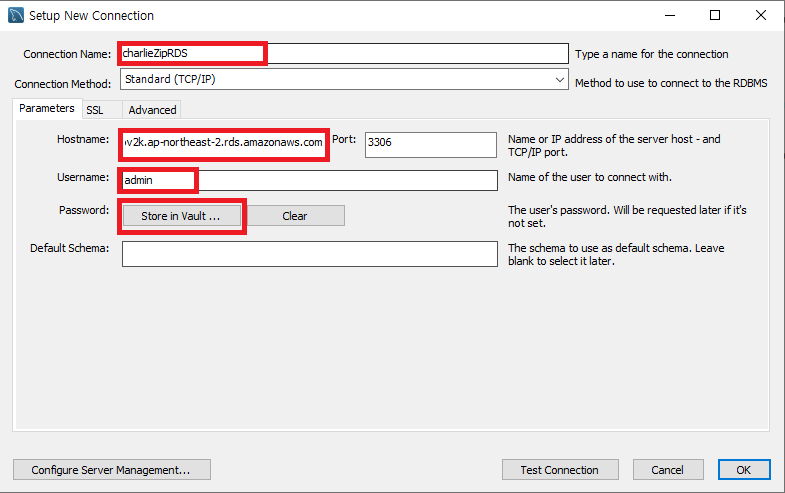 Setup New Connection
Connection Name: charlieZipRDS Type a name for the connection
Connection Method: Standard (TCP/IP) Method to use to connect to the RDBMS
Parameters SSL Advanced
Hostname: v2k.ap-northeast-2.rds.amazonaws.com Port: 3306 Name or IP address of the server host - and
TCP/IP port.
Username: admin Name of the user to connect with.
Password: Store in Vault ... Clear The user's password. Will be requested later if it's
not set.
Default Schema: The schema to use as default schema. Leave
blank to select it later.
Configure Server Management... Test Connection Cancel OK